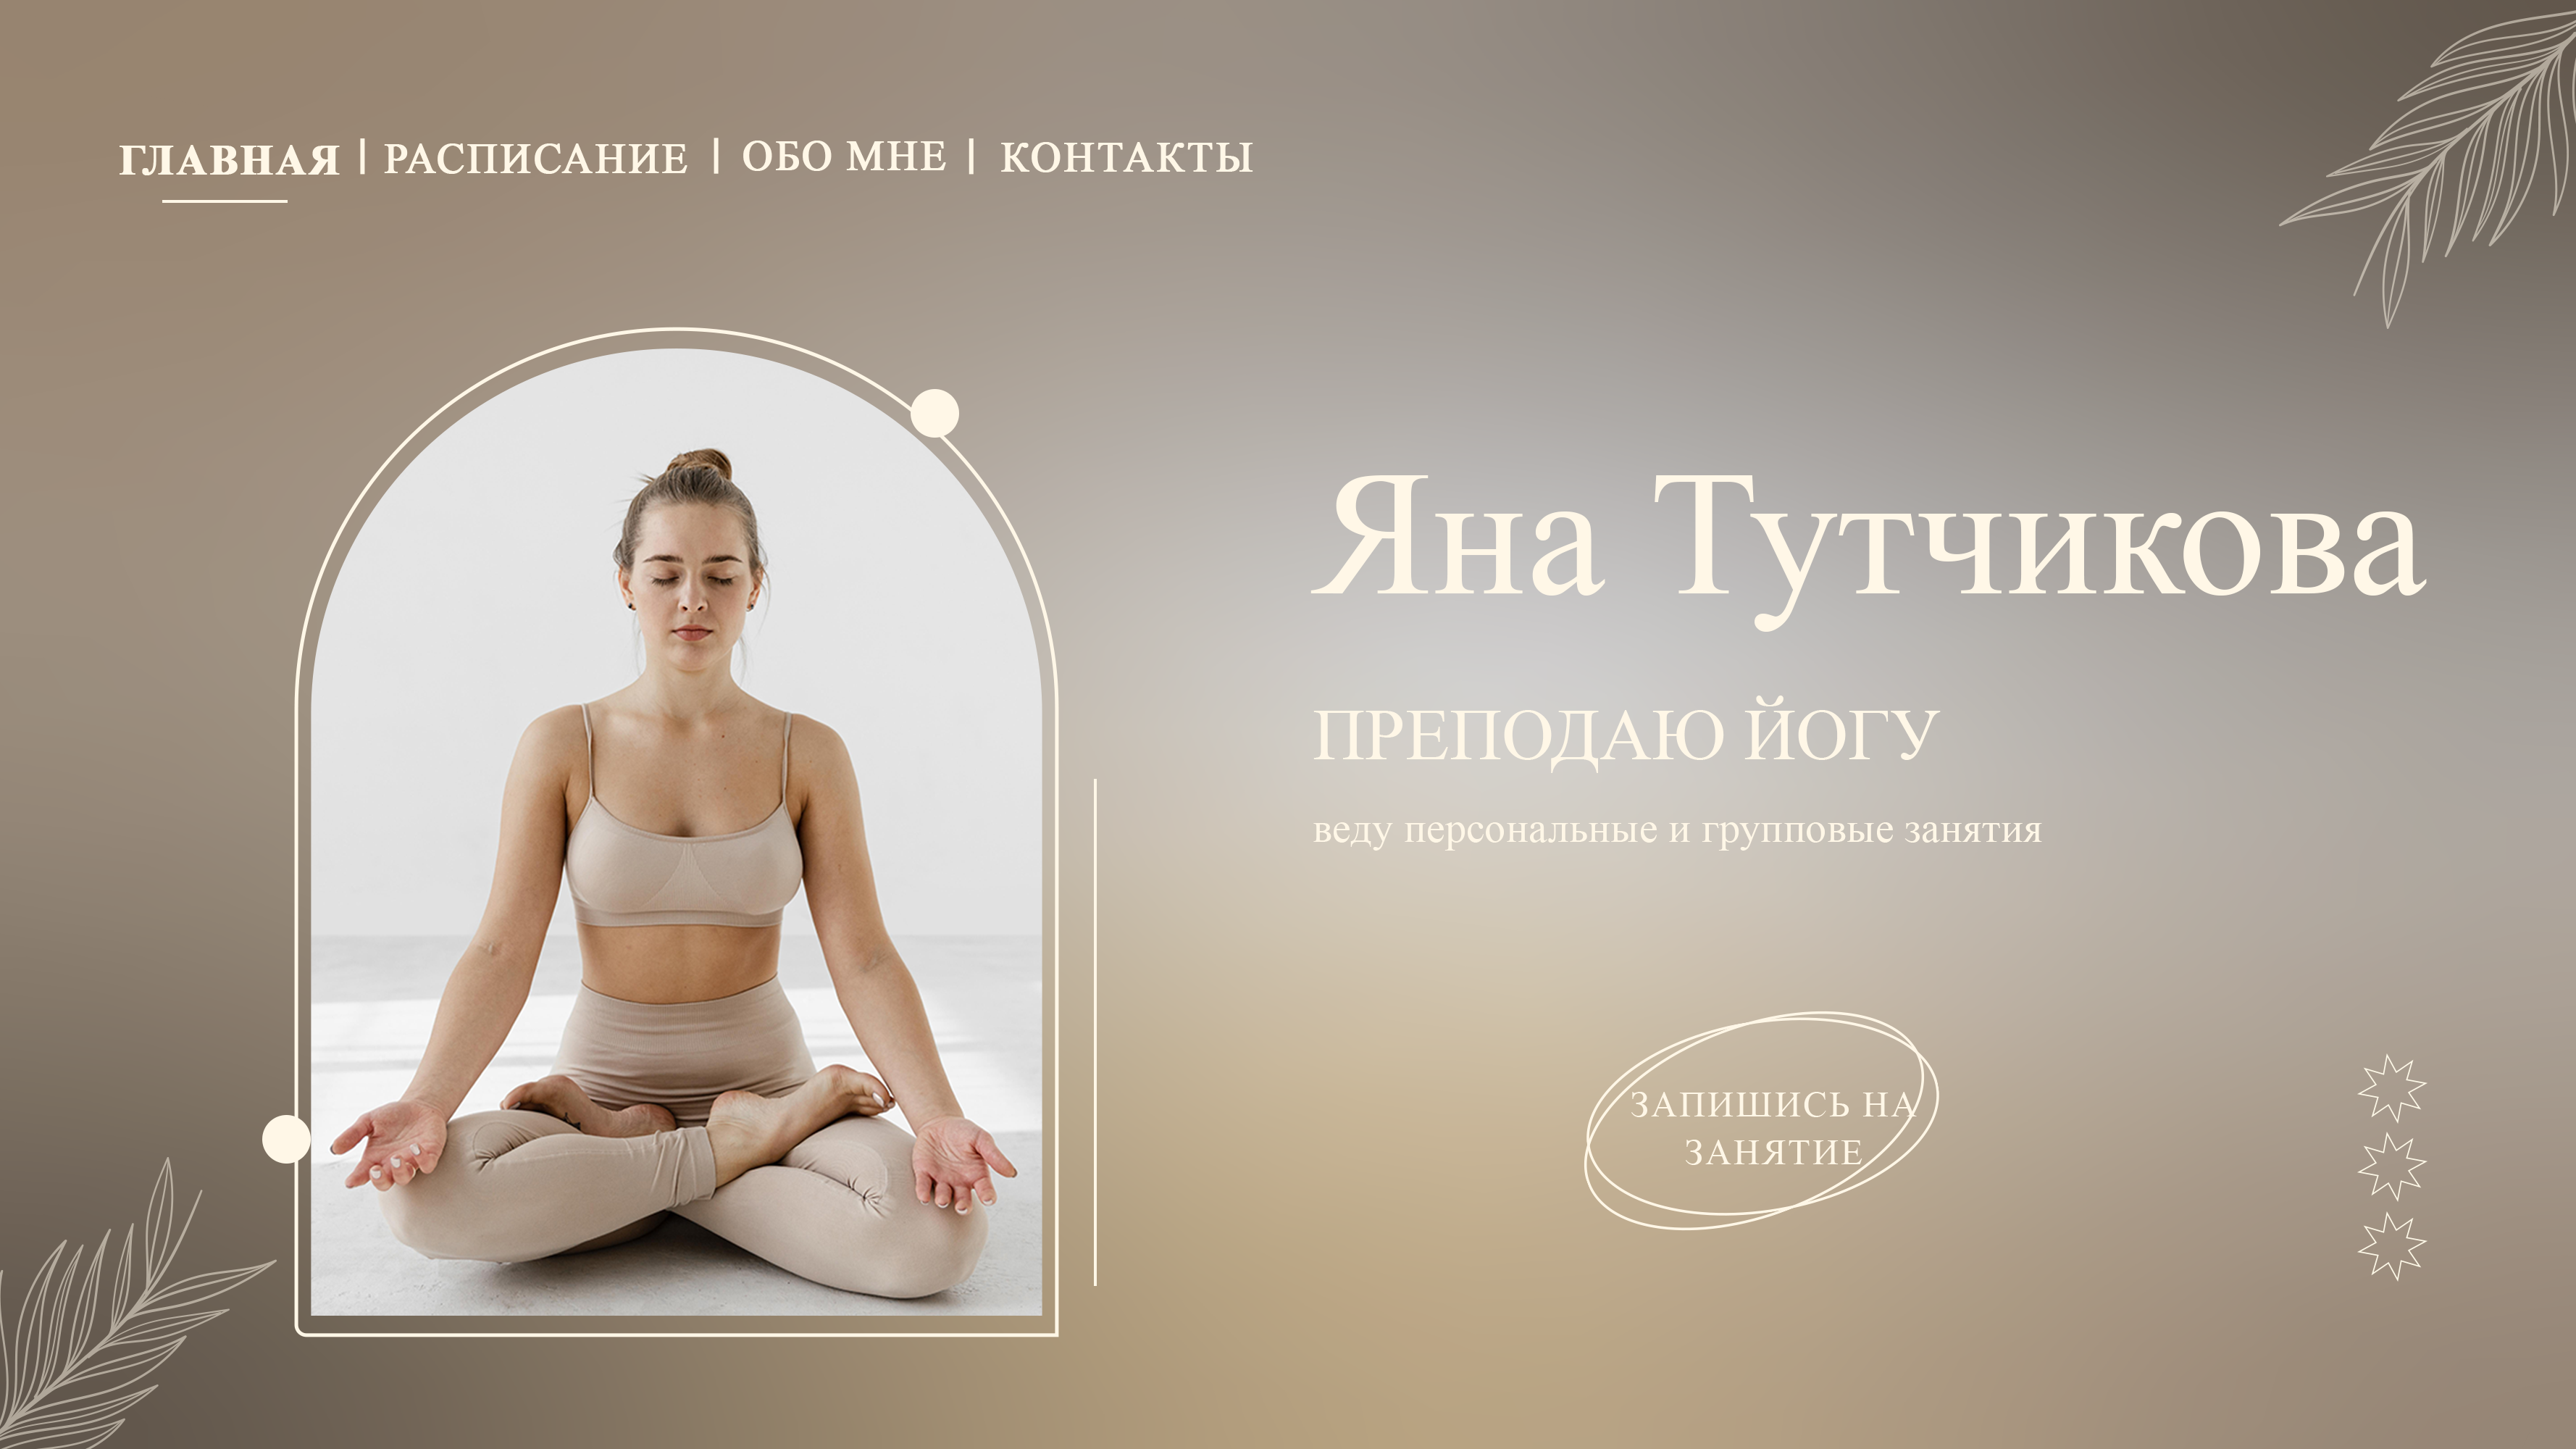 ГЛАВНАЯ | РАСПИСАНИЕ | ОБО МНЕ | КОНТАКТЫ
Яна Тутчикова
ПРЕПОДАЮ ЙОГУ
веду персональные и групповые занятия
ЗАПИШИСЬ НА
ЗАНЯТИЕ